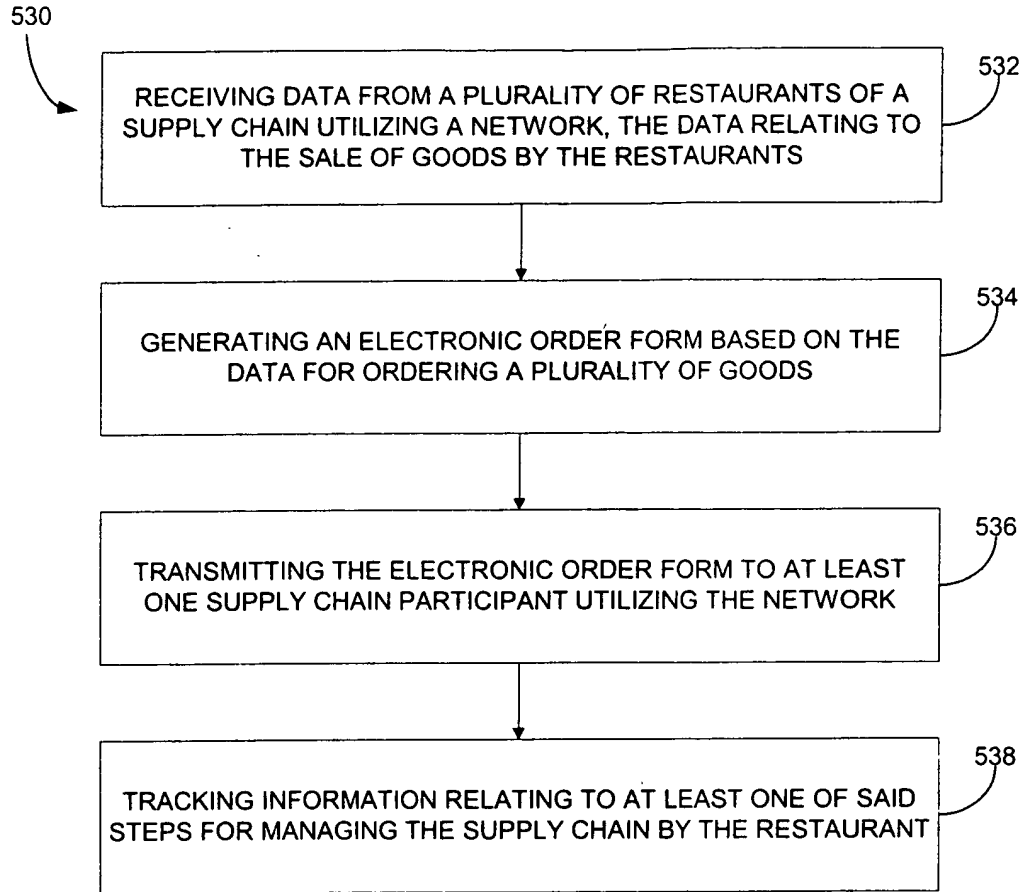 530
532
RECEIVING DATA FROM A PLURALITY OF RESTAURANTS OF A
SUPPLY CHAIN UTILIZING A NETWORK, THE DATA RELATING TO
THE SALE OF GOODS BY THE RESTAURANTS
534
GENERATING AN ELECTRONIC ORDER FORM BASED ON THE
DATA FOR ORDERING A PLURALITY OF GOODS
536
TRANSMITTING THE ELECTRONIC ORDER FORM TO AT LEAST
ONE SUPPLY CHAIN PARTICIPANT UTILIZING THE NETWORK
538
TRACKING INFORMATION RELATING TO AT LEAST ONE OF SAID
STEPS FOR MANAGING THE SUPPLY CHAIN BY THE RESTAURANT